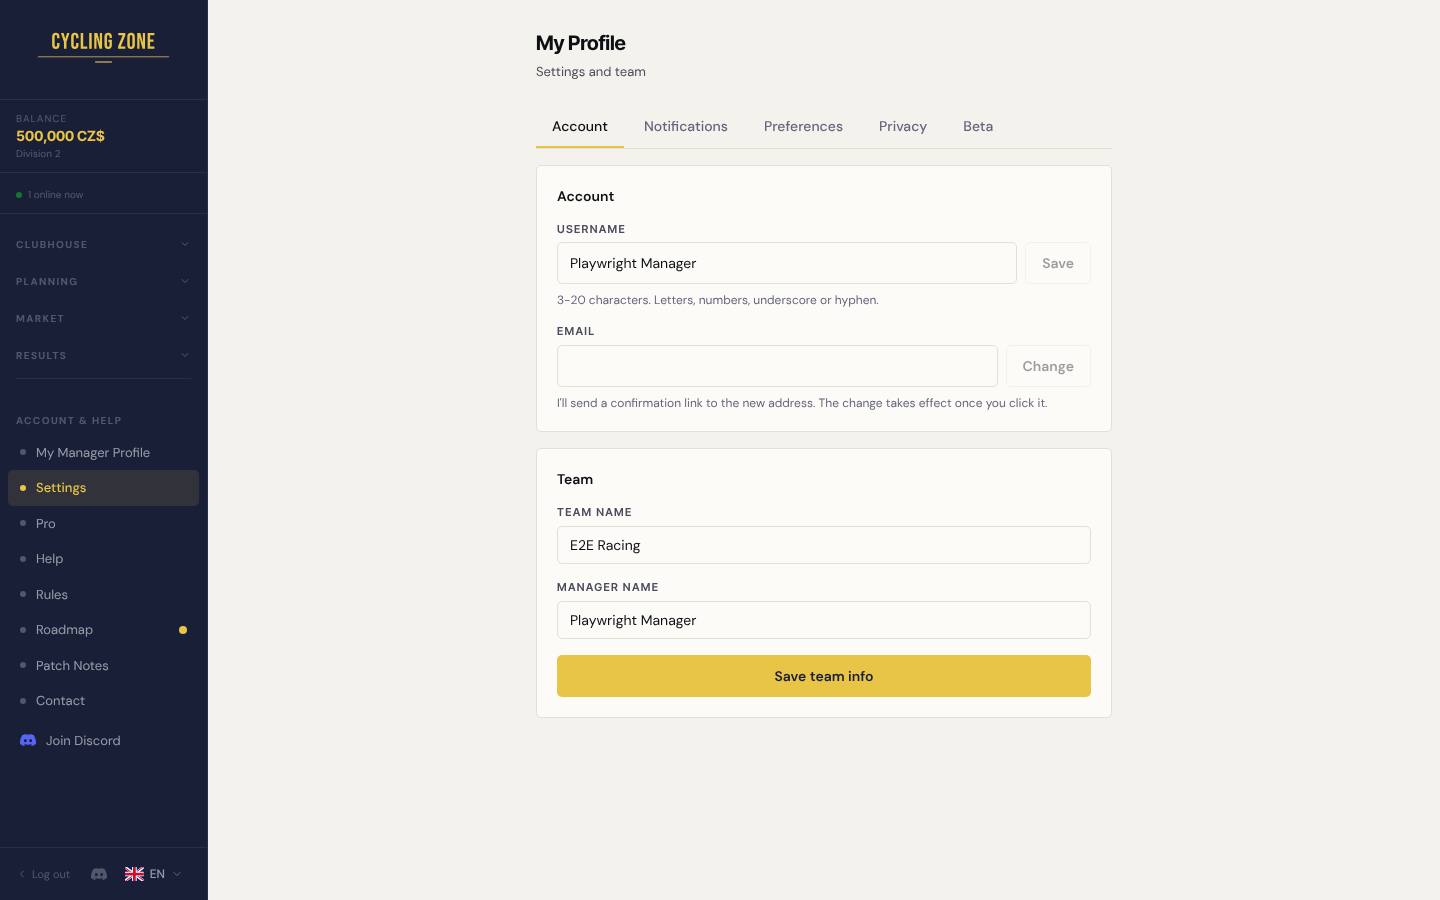 CYCLING ZONE
BALANCE
500,000 CZ$
Division 2
1 online now
CLUBHOUSE
PLANNING
MARKET
RESULTS
ACCOUNT & HELP
My Manager Profile
Settings
Pro
Help
Rules
Roadmap
Patch Notes
Contact
Join Discord
Log out
EN
My Profile
Settings and team
Account Notifications Preferences Privacy Beta
Account
USERNAME
Playwright Manager Save
3-20 characters. Letters, numbers, underscore or hyphen.
EMAIL
Change
I'll send a confirmation link to the new address. The change takes effect once you click it.
Team
TEAM NAME
E2E Racing
MANAGER NAME
Playwright Manager
Save team info